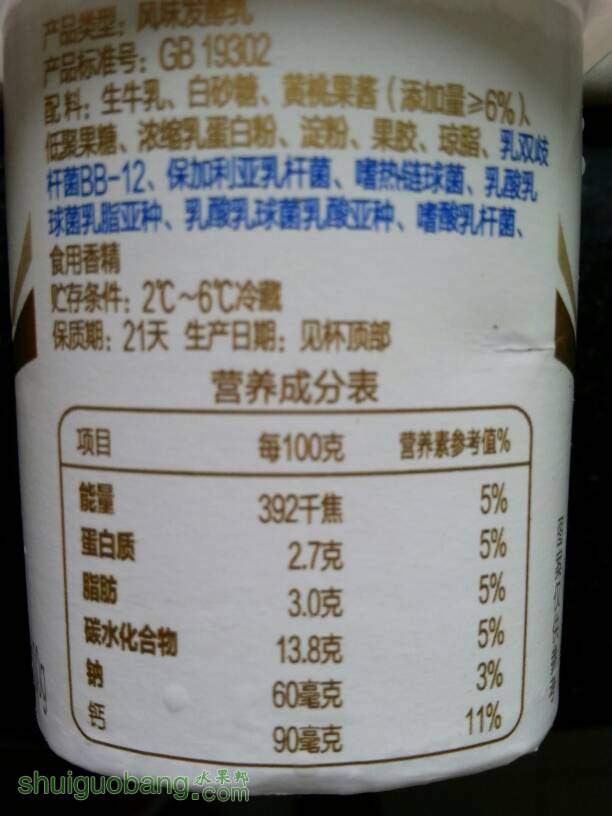 产品类型：风味发酵乳
产品标准号：GB 19302
配料：生牛乳、白砂糖、黄桃果酱（添加量≥6%）、
低聚果糖、浓缩乳蛋白粉、淀粉、果胶、琼脂、乳双歧
杆菌BB-12、保加利亚乳杆菌、嗜热链球菌、乳酸乳
球菌乳脂亚种、乳酸乳球菌乳酸亚种、嗜酸乳杆菌、
食用香精
贮存条件：2℃~6℃冷藏
保质期：21天 生产日期：见杯顶部
营养成分表
项目 每100克 营养素参考值%
能量 392千焦 5%
蛋白质 2.7克 5%
脂肪 3.0克 5%
碳水化合物 13.8克 5%
钠 60毫克 3%
钙 90毫克 11%
shuiguobang.com 水果邦